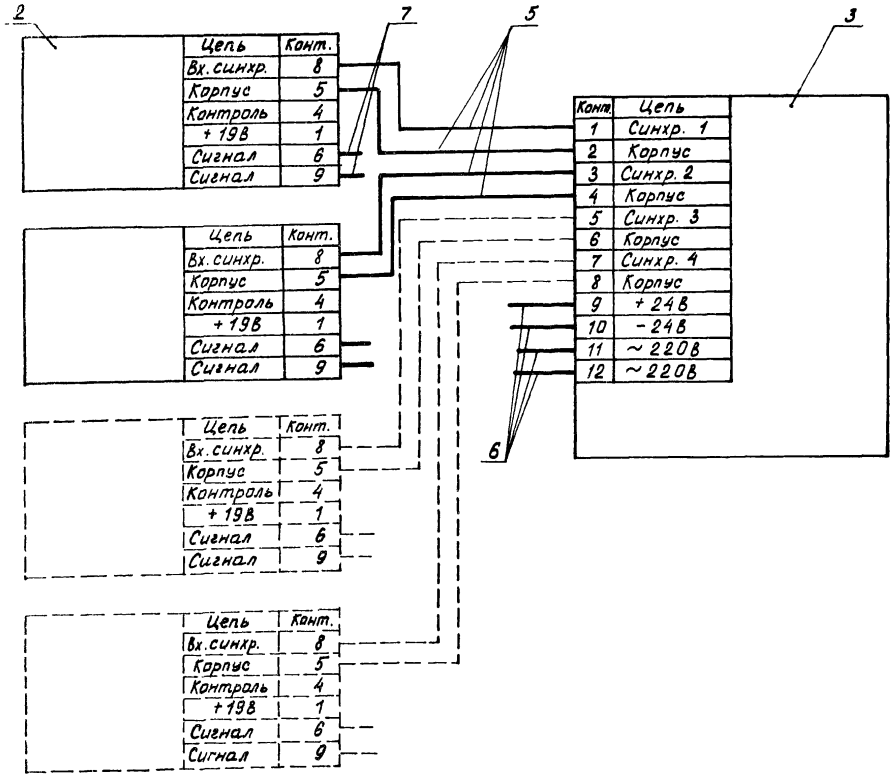 2
7
5
3
Цепь Конт.
Вх. синхр. 8
Корпус 5
Контроль 4
+ 19В 1
Сигнал 6
Сигнал 9
Конт. Цепь
1 Синхр. 1
2 Корпус
3 Синхр. 2
4 Корпус
5 Синхр. 3
6 Корпус
7 Синхр. 4
8 Корпус
9 + 24В
10 - 24В
11 ~ 220В
12 ~ 220В
6
Цепь Конт.
Вх. синхр. 8
Корпус 5
Контроль 4
+ 19В 1
Сигнал 6
Сигнал 9
Цепь Конт.
Вх. синхр. 8
Корпус 5
Контроль 4
+ 19В 1
Сигнал 6
Сигнал 9
Цепь Конт.
Вх. синхр. 8
Корпус 5
Контроль 4
+ 19В 1
Сигнал 6
Сигнал 9